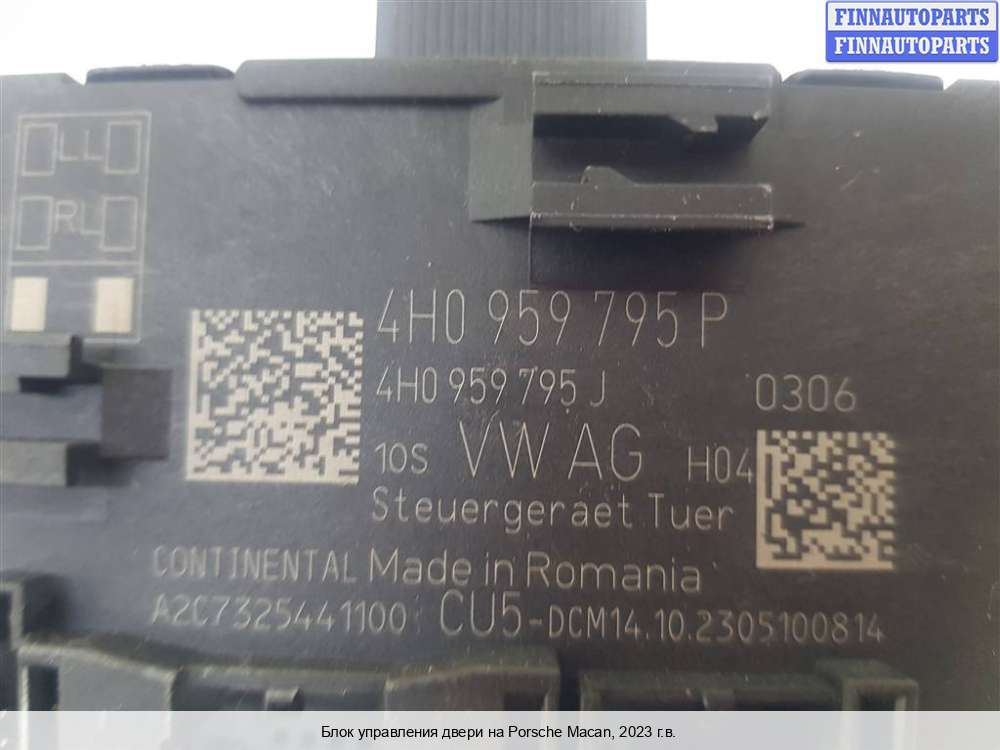 FINNAUTOPARTS
FINNAUTOPARTS
LL
RL
4H0 959 795 P
4H0 959 795 J
0306
10S VW AG H04
Steuergeraet Tuer
CONTINENTAL Made in Romania
A2C7325441100 CU5-DCM14.10.2305100814
Блок управления двери на Porsche Macan, 2023 г.в.